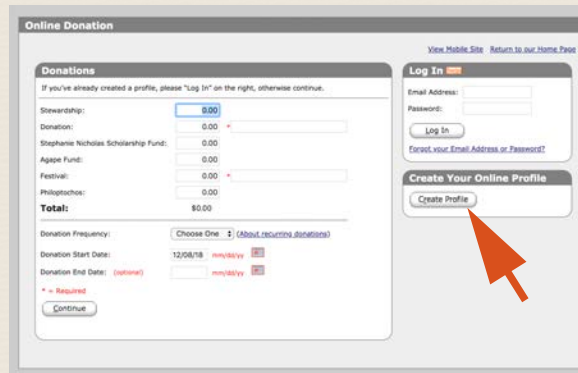 Online Donation
View Mobile Site Return to our Home Page
Donations
If you've already created a profile, please "Log In" on the right, otherwise continue.
Stewardship: 0.00
Donation: 0.00 *
Stephanie Nicholas Scholarship Fund: 0.00
Agape Fund: 0.00
Festival: 0.00 *
Philoptochos: 0.00
Total: $0.00
Donation Frequency: Choose One (About recurring donations)
Donation Start Date: 12/08/18 mm/dd/yy
Donation End Date: (optional) mm/dd/yy
* = Required
Continue
Log In
Email Address:
Password:
Log In
Forgot your Email Address or Password?
Create Your Online Profile
Create Profile